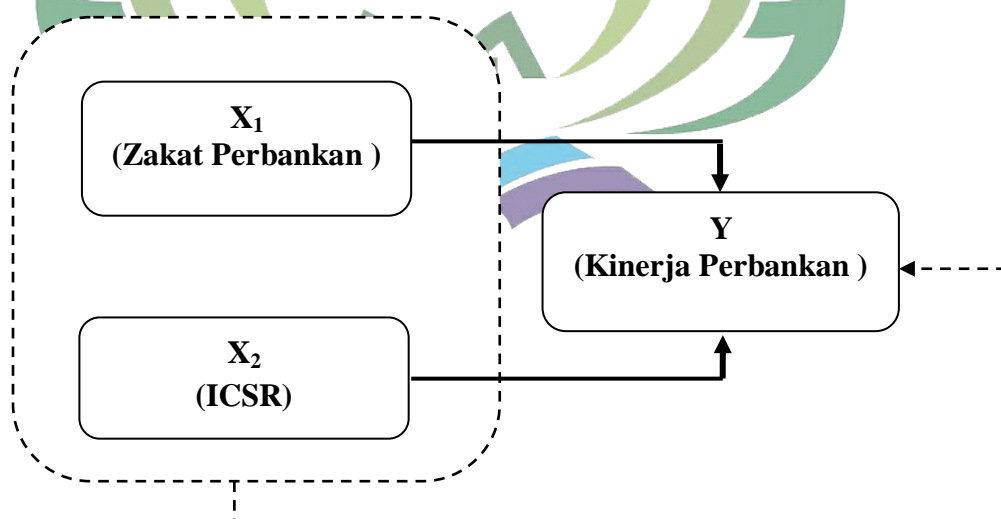 X₁
(Zakat Perbankan )
Y
(Kinerja Perbankan )
X₂
(ICSR)